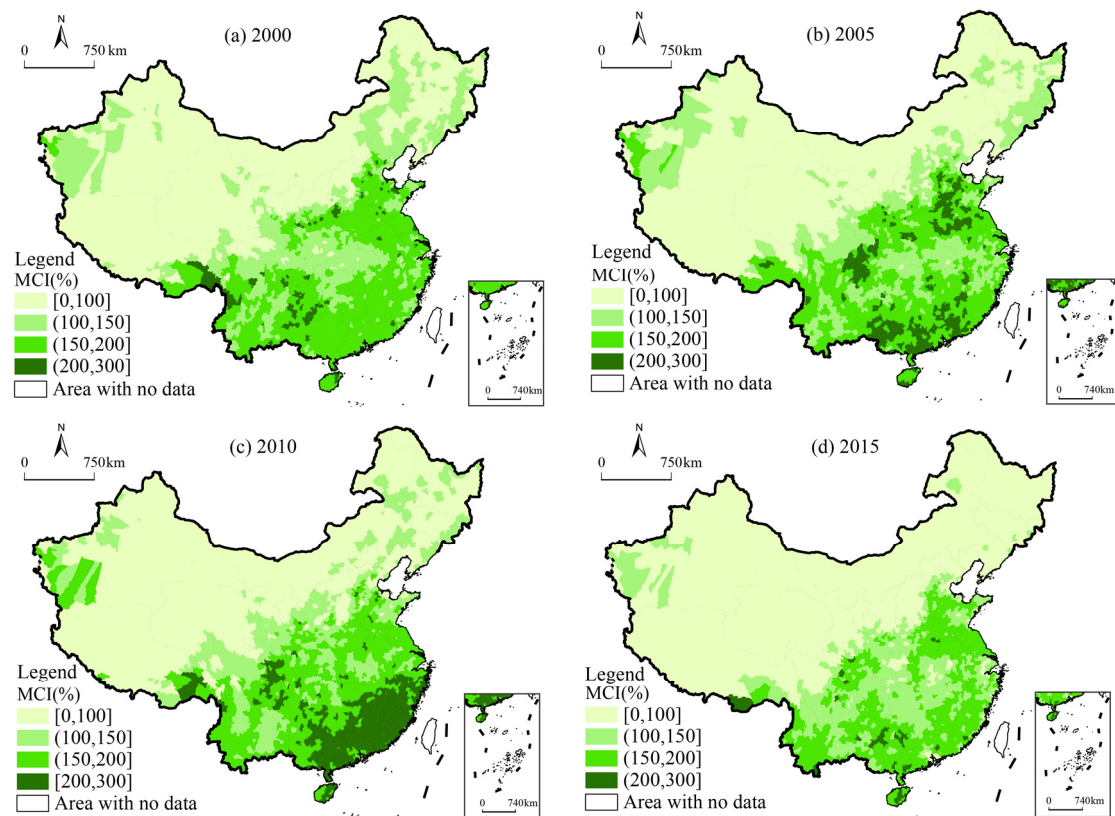 (a) 2000
N
0 750 km
Legend
MCI(%)
[0,100]
(100,150]
(150,200]
(200,300]
Area with no data
0
740km
(b) 2005
N
0 750 km
Legend
MCI(%)
[0,100]
(100,150]
(150,200]
(200,300]
Area with no data
0
740km
(c) 2010
N
0 750km
Legend
MCI(%)
[0,100]
(100,150]
(150,200]
[200,300]
Area with no data
0
740km
(d) 2015
N
0 750km
Legend
MCI(%)
[0,100]
(100,150]
(150,200]
(200,300]
Area with no data
0
740km